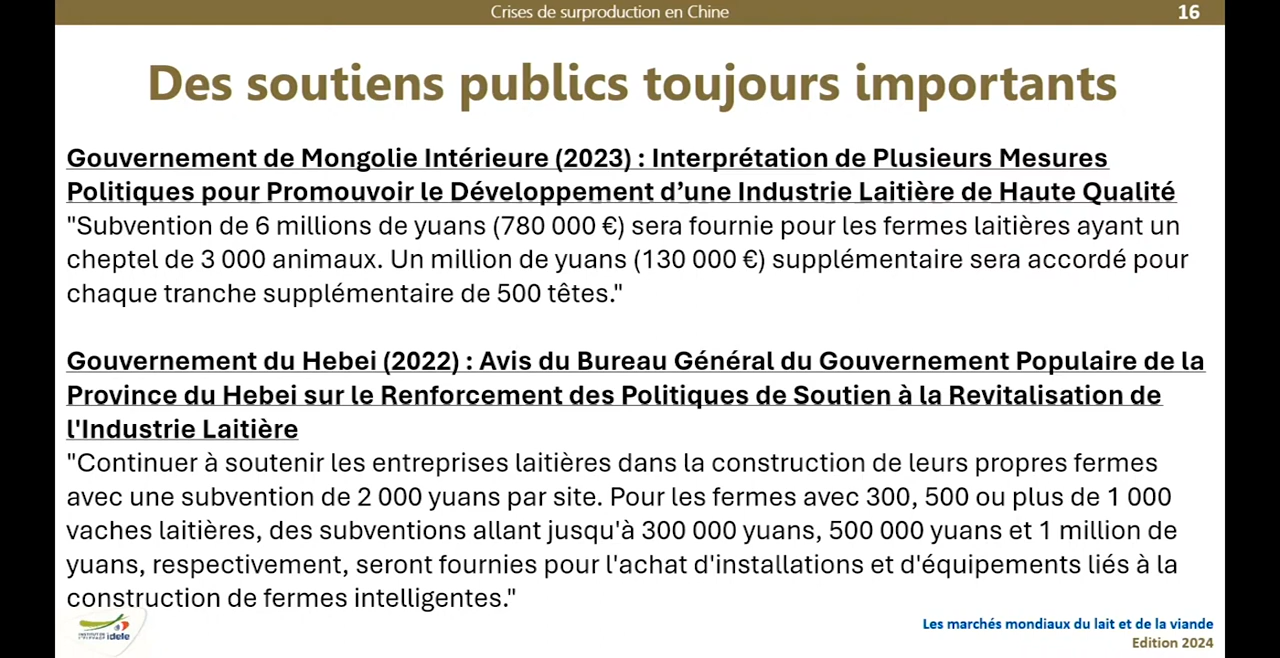 Crises de surproduction en Chine
16
Des soutiens publics toujours importants
Gouvernement de Mongolie Intérieure (2023) : Interprétation de Plusieurs Mesures
Politiques pour Promouvoir le Développement d’une Industrie Laitière de Haute Qualité
"Subvention de 6 millions de yuans (780 000 €) sera fournie pour les fermes laitières ayant un
cheptel de 3 000 animaux. Un million de yuans (130 000 €) supplémentaire sera accordé pour
chaque tranche supplémentaire de 500 têtes."
Gouvernement du Hebei (2022) : Avis du Bureau Général du Gouvernement Populaire de la
Province du Hebei sur le Renforcement des Politiques de Soutien à la Revitalisation de
l'Industrie Laitière
"Continuer à soutenir les entreprises laitières dans la construction de leurs propres fermes
avec une subvention de 2 000 yuans par site. Pour les fermes avec 300, 500 ou plus de 1 000
vaches laitières, des subventions allant jusqu'à 300 000 yuans, 500 000 yuans et 1 million de
yuans, respectivement, seront fournies pour l'achat d'installations et d'équipements liés à la
construction de fermes intelligentes."
INSTITUT DE
L'ELEVAGE idele
Les marchés mondiaux du lait et de la viande
Edition 2024